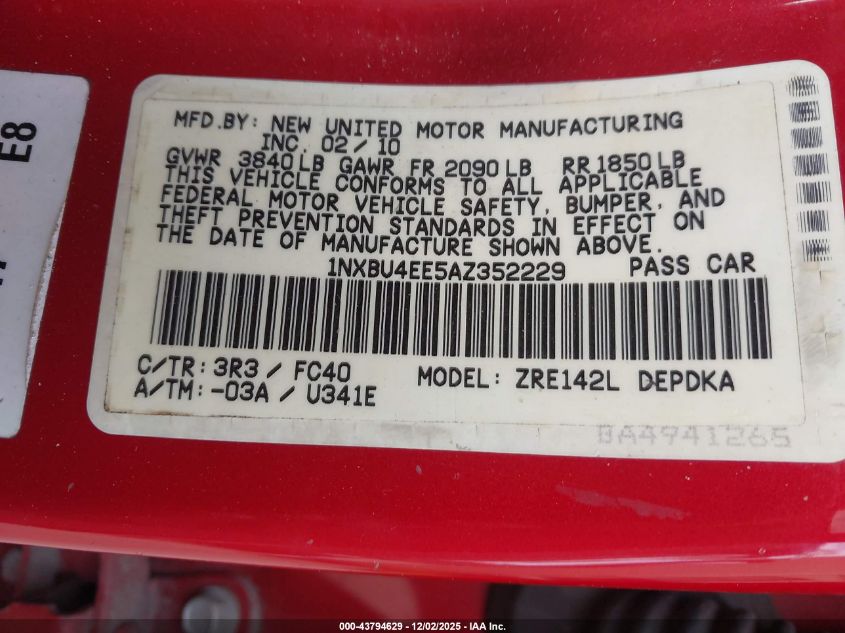 E8
MFD.BY: NEW UNITED MOTOR MANUFACTURING
INC. 02/10
GVWR 3840 LB GAWR FR 2090 LB RR 1850 LB
THIS VEHICLE CONFORMS TO ALL APPLICABLE
FEDERAL MOTOR VEHICLE SAFETY, BUMPER, AND
THEFT PREVENTION STANDARDS IN EFFECT ON
THE DATE OF MANUFACTURE SHOWN ABOVE.
1NXBU4EE5AZ352229 PASS CAR
C/TR: 3R3 / FC40 MODEL: ZRE142L DEPDKA
A/TM: -03A / U341E
BA4941265
000-43794629 - 12/02/2025 - IAA Inc.